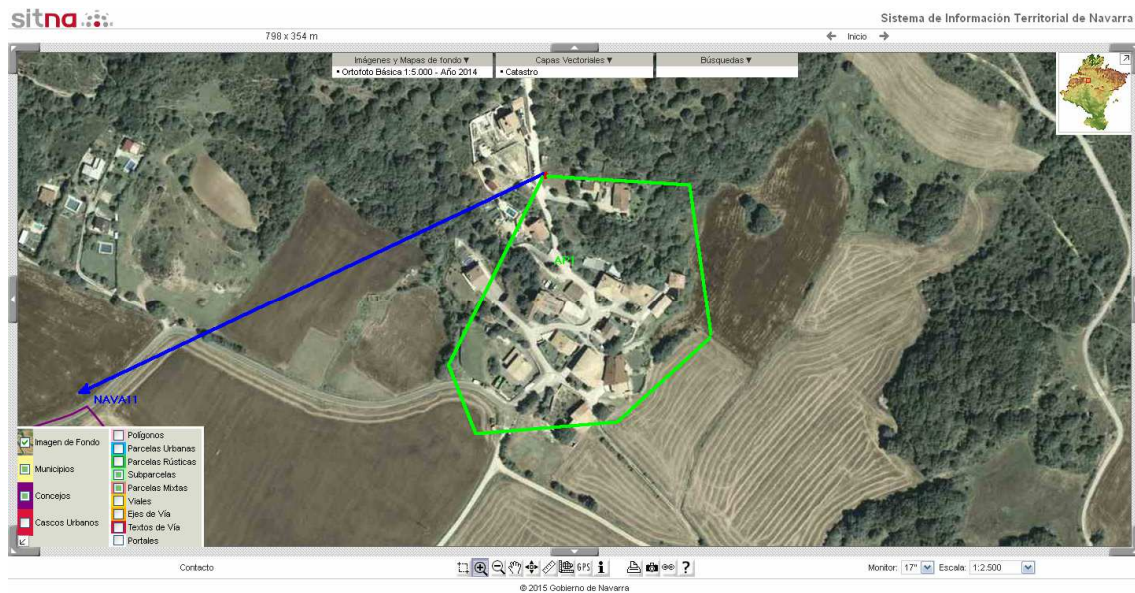 sitna
Sistema de Información Territorial de Navarra
798 x 354 m
Inicio
Imágenes y Mapas de fondo ▼
Capas Vectoriales ▼
Búsquedas ▼
• Ortofoto Básica 1:5.000 - Año 2014
• Catastro
AP1
NAVA11
Imagen de Fondo
Municipios
Concejos
Cascos Urbanos
Polígonos
Parcelas Urbanas
Parcelas Rústicas
Subparcelas
Parcelas Mixtas
Viales
Ejes de Vía
Textos de Vía
Portales
Contacto
GPS
i
?
Monitor: 17"
Escala: 1:2.500
© 2015 Gobierno de Navarra